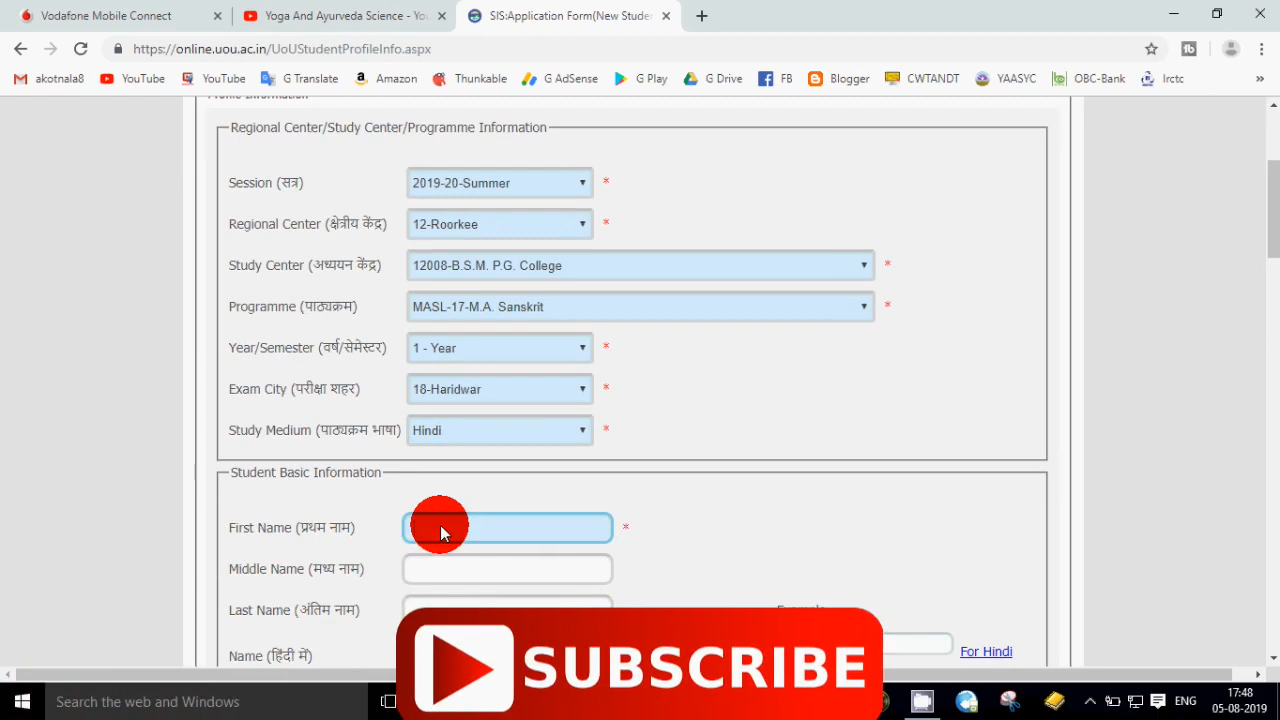 Vodafone Mobile Connect
Yoga And Ayurveda Science - You
SIS:Application Form(New Studen
https://online.uou.ac.in/UoUStudentProfileInfo.aspx
akotnala8 YouTube YouTube G Translate Amazon Thunkable G AdSense G Play G Drive FB Blogger CWTANDT YAASYC OBC-Bank Irctc »
Profile Information
Regional Center/Study Center/Programme Information
Session (सत्र) 2019-20-Summer *
Regional Center (क्षेत्रीय केंद्र) 12-Roorkee *
Study Center (अध्ययन केंद्र) 12008-B.S.M. P.G. College *
Programme (पाठ्यक्रम) MASL-17-M.A. Sanskrit *
Year/Semester (वर्ष/सेमेस्टर) 1 - Year *
Exam City (परीक्षा शहर) 18-Haridwar *
Study Medium (पाठ्यक्रम भाषा) Hindi *
Student Basic Information
First Name (प्रथम नाम) *
Middle Name (मध्य नाम)
Last Name (अंतिम नाम)
Name (हिंदी में) For Hindi
SUBSCRIBE
Search the web and Windows
ENG
17:48
05-08-2019